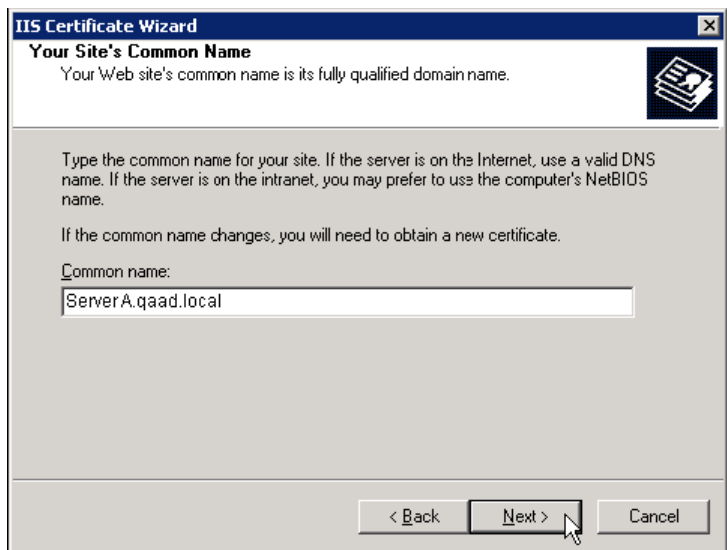 IIS Certificate Wizard
Your Site's Common Name
Your Web site's common name is its fully qualified domain name.
Type the common name for your site. If the server is on the Internet, use a valid DNS
name. If the server is on the intranet, you may prefer to use the computer's NetBIOS
name.
If the common name changes, you will need to obtain a new certificate.
Common name:
ServerA.qaad.local
< Back
Next >
Cancel